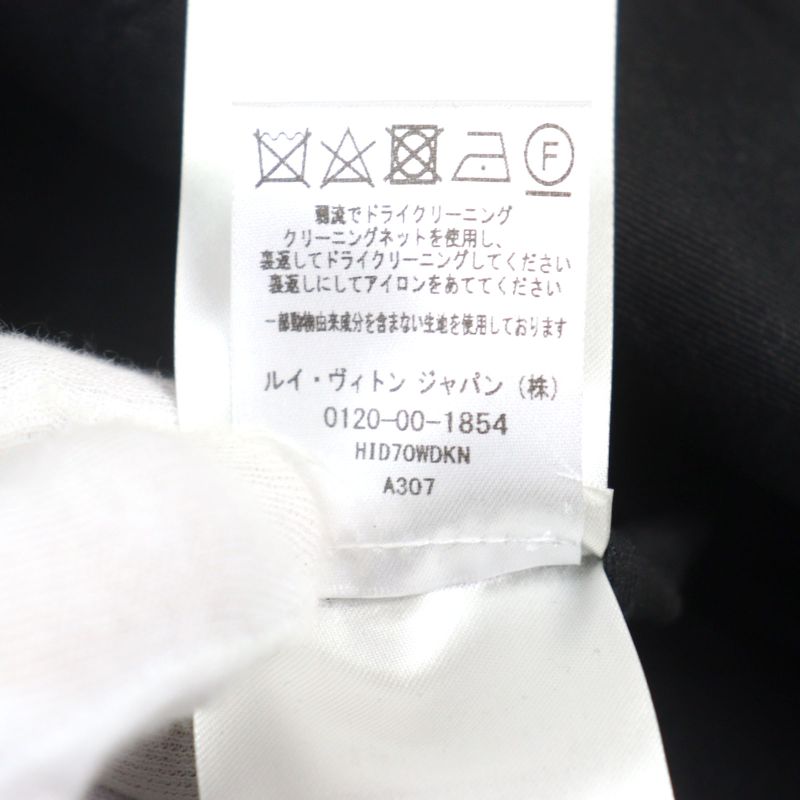 F
弱流でドライクリーニング
クリーニングネットを使用し、
裏返してドライクリーニングしてください
裏返しにしてアイロンをあててください
一部動物由来成分を含まない生地を使用しております
ルイ・ヴィトン ジャパン (株)
0120-00-1854
HID70WDKN
A307